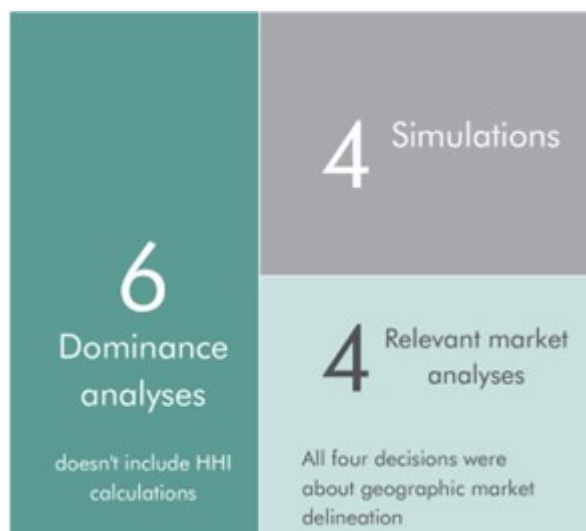 6
Dominance
analyses
doesn't include HHI
calculations
4 Simulations
4 Relevant market
analyses
All four decisions were
about geographic market
delineation